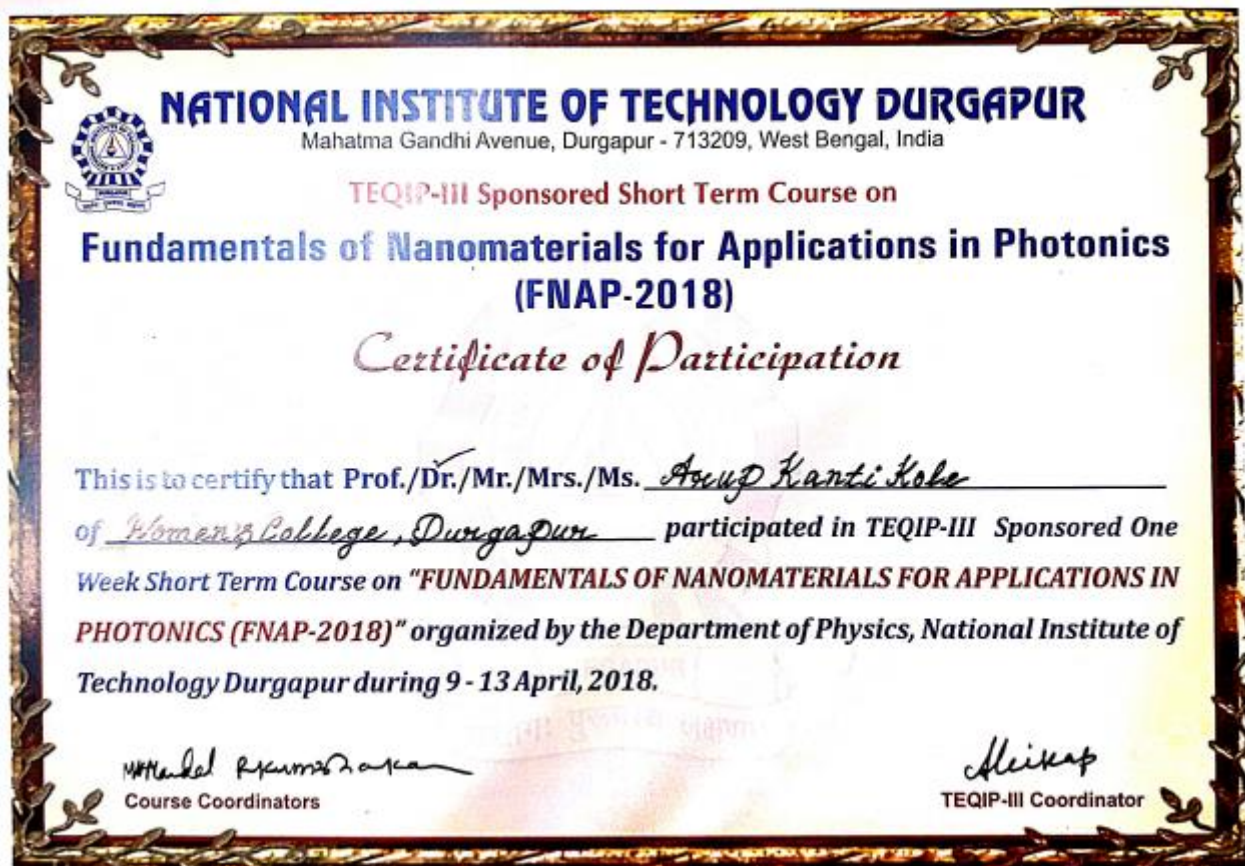 NATIONAL INSTITUTE OF TECHNOLOGY DURGAPUR
Mahatma Gandhi Avenue, Durgapur - 713209, West Bengal, India
TEQIP-III Sponsored Short Term Course on
Fundamentals of Nanomaterials for Applications in Photonics
(FNAP-2018)
Certificate of Participation
This is to certify that Prof./Dr./Mr./Mrs./Ms. Arup Kanti Kole
of Women's College, Durgapur participated in TEQIP-III Sponsored One
Week Short Term Course on "FUNDAMENTALS OF NANOMATERIALS FOR APPLICATIONS IN
PHOTONICS (FNAP-2018)" organized by the Department of Physics, National Institute of
Technology Durgapur during 9 - 13 April, 2018.
Course Coordinators
TEQIP-III Coordinator